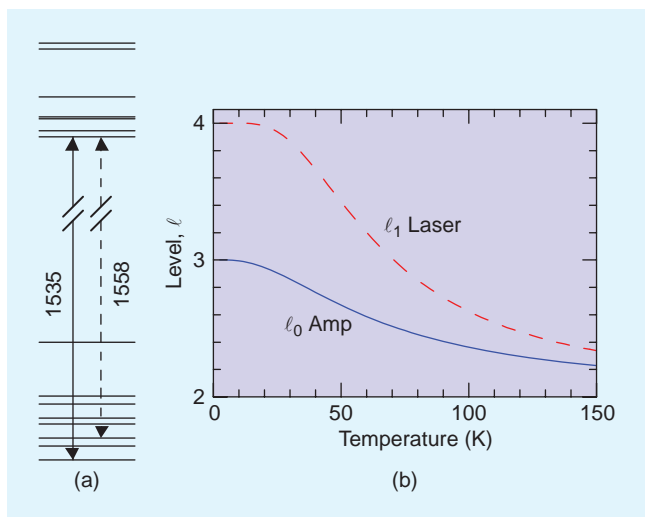 1535
1558
(a)
4
3
2
Level, ℓ
ℓ1 Laser
ℓ0 Amp
0
50
100
150
Temperature (K)
(b)